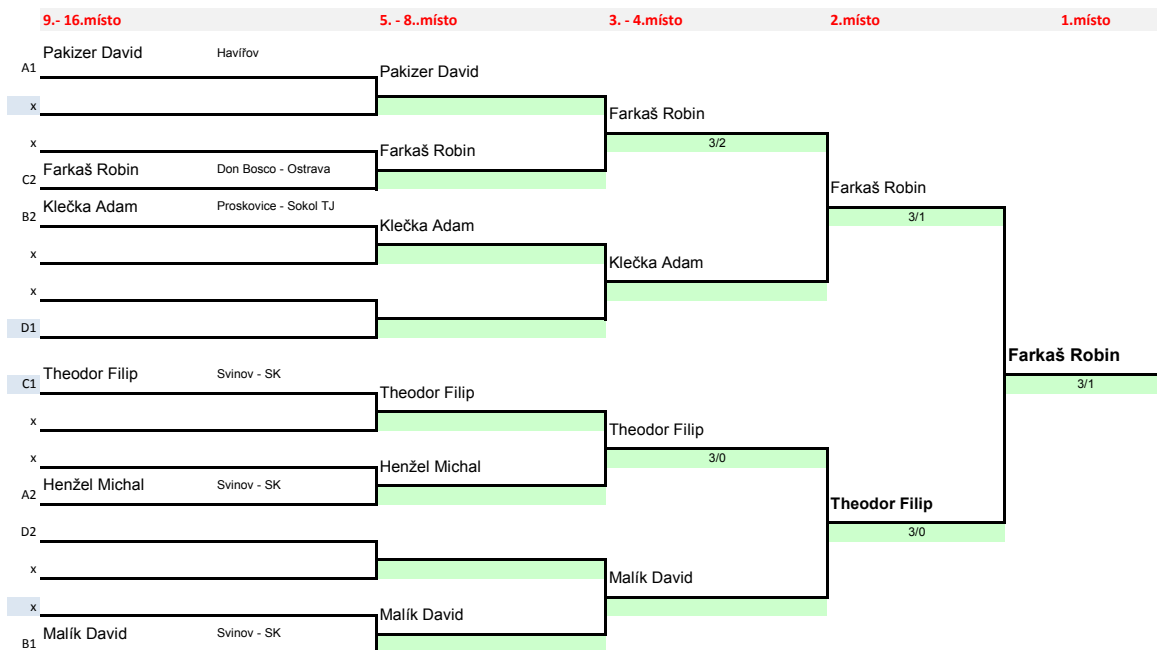 9.- 16.místo 5. - 8..místo 3. - 4.místo 2.místo 1.místo
Pakizer David Havířov
A1
Pakizer David
x
Farkaš Robin
x
3/2
Farkaš Robin
Farkaš Robin Don Bosco - Ostrava
C2
Farkaš Robin
Klečka Adam Proskovice - Sokol TJ
B2
3/1
Klečka Adam
x
Klečka Adam
x
D1
Farkaš Robin
Theodor Filip Svinov - SK
C1
3/1
Theodor Filip
x
Theodor Filip
x
3/0
Henžel Michal
Henžel Michal Svinov - SK
A2
Theodor Filip
D2
3/0
x
Malík David
x
Malík David
Malík David Svinov - SK
B1